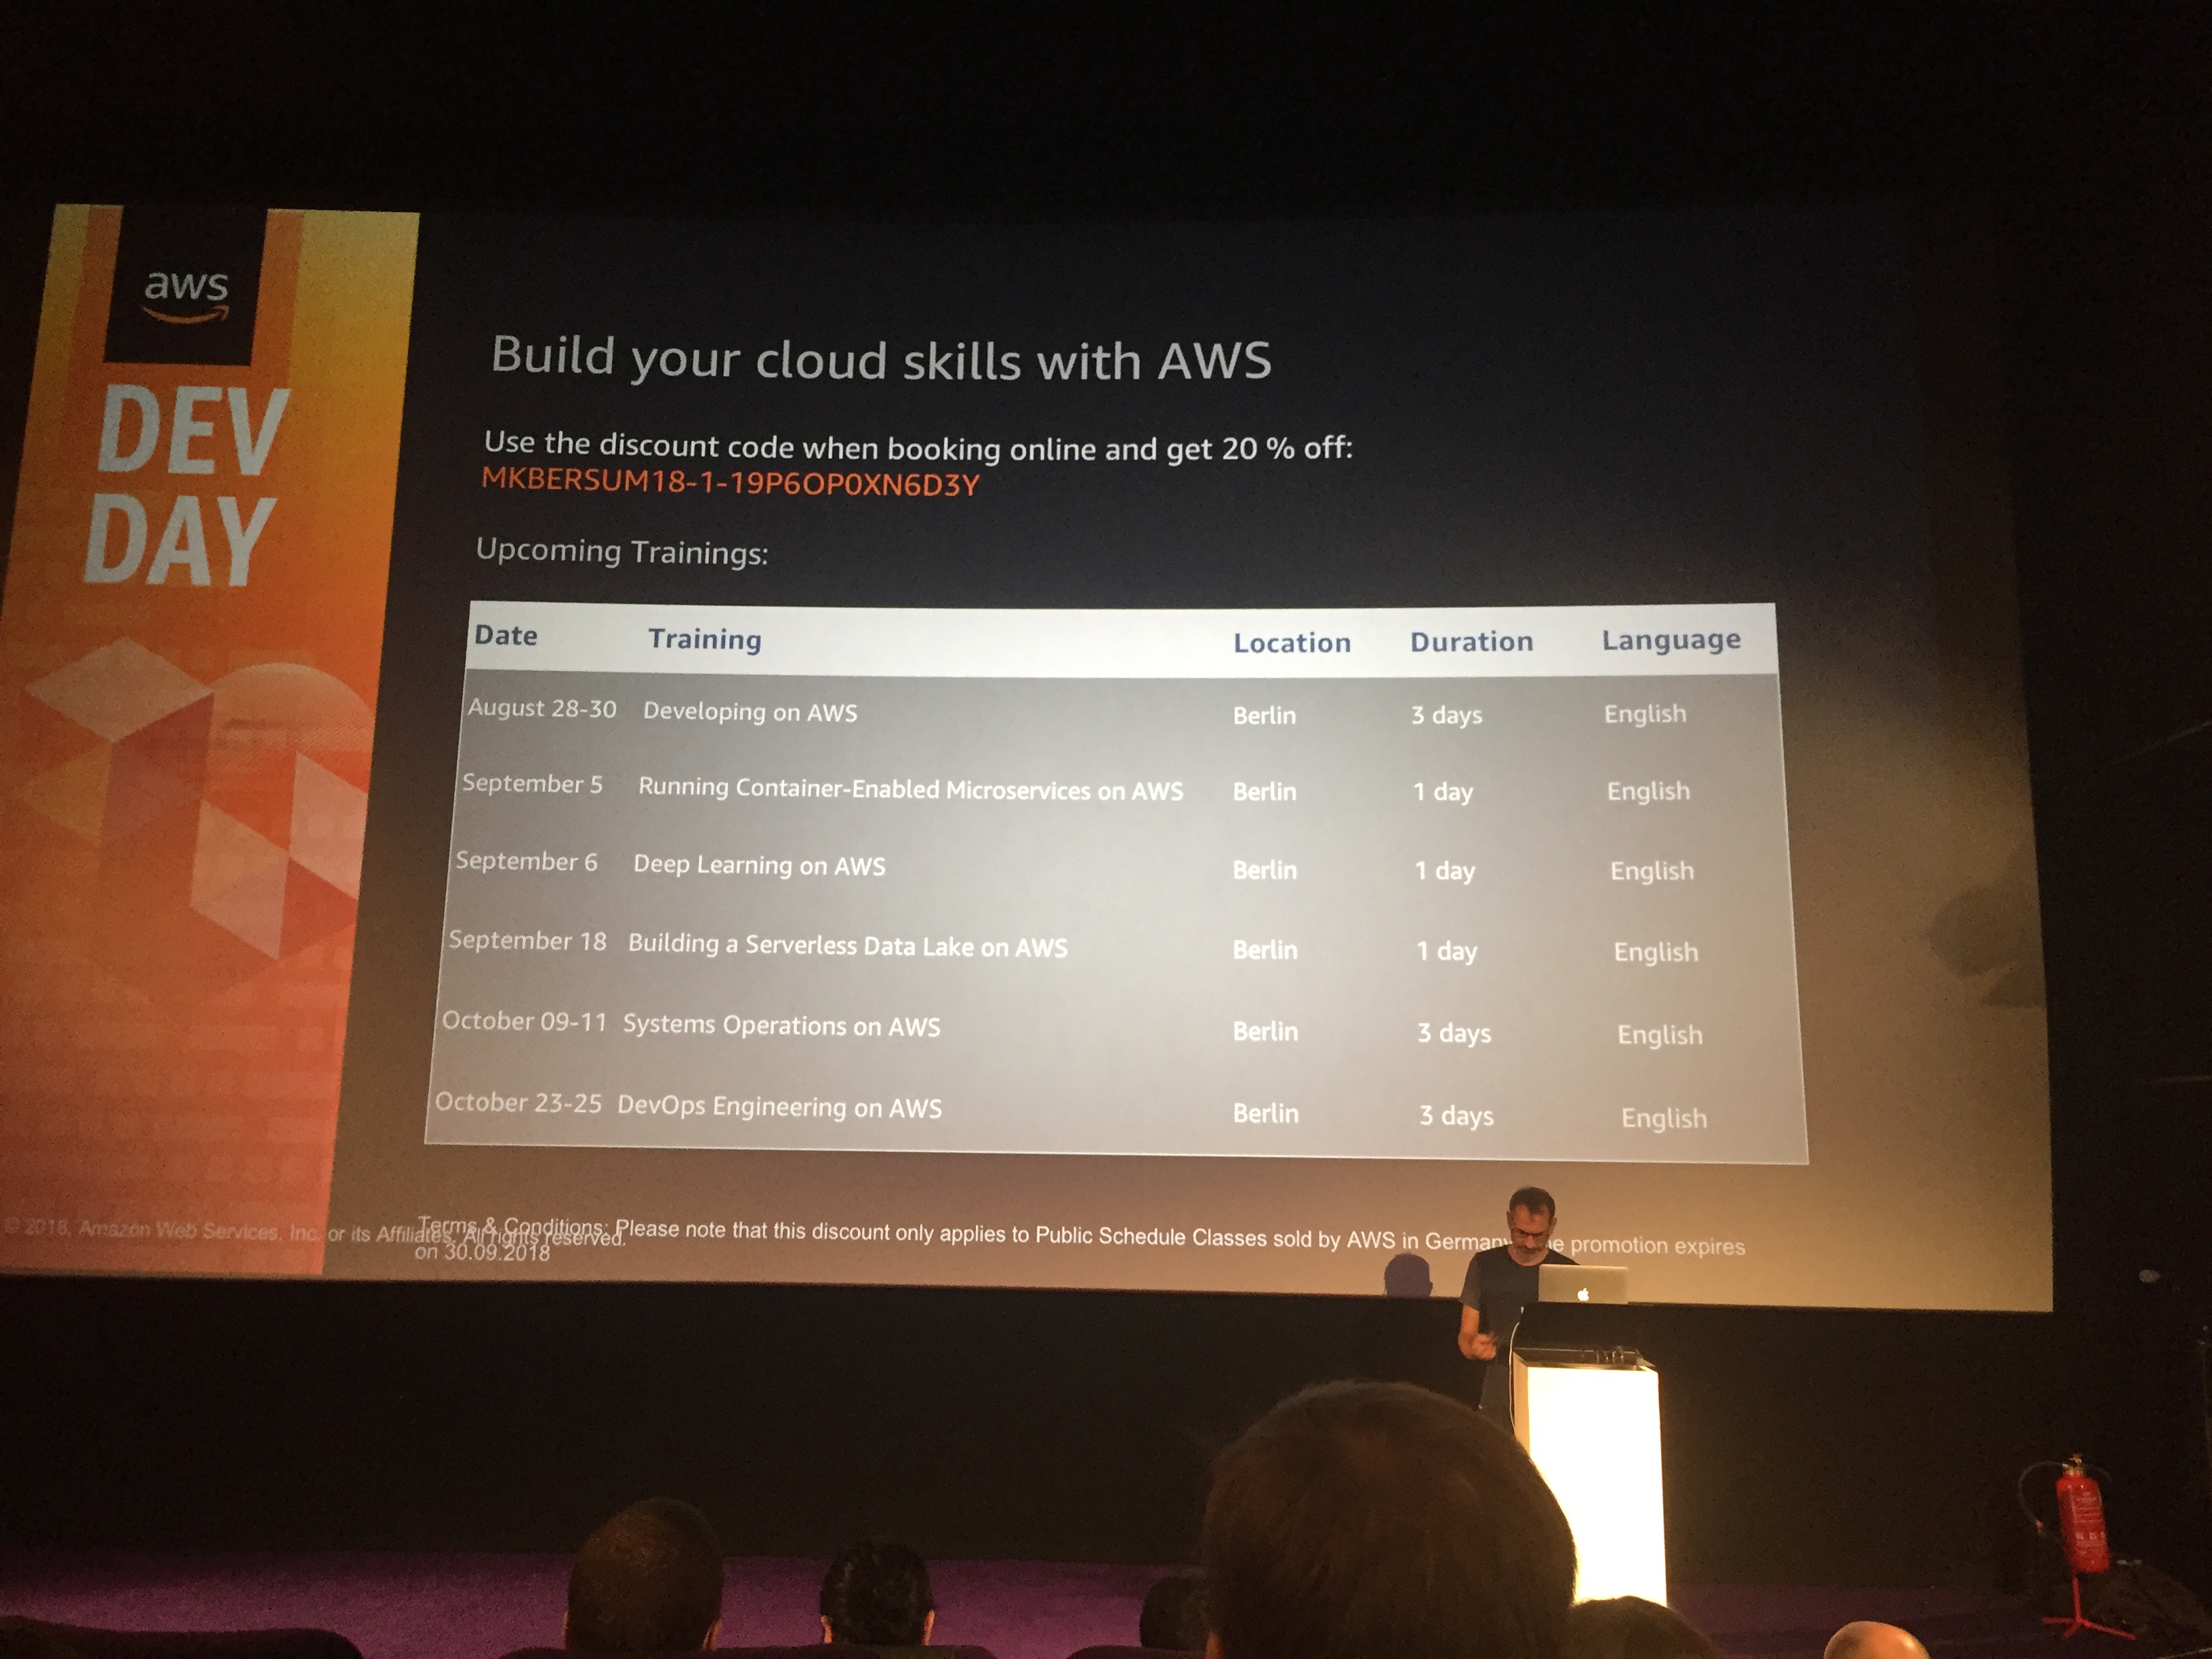 aws
DEV
DAY
Build your cloud skills with AWS
Use the discount code when booking online and get 20 % off:
MKBERSUM18-1-19P6OP0XN6D3Y
Upcoming Trainings:
Date Training Location Duration Language
August 28-30 Developing on AWS Berlin 3 days English
September 5 Running Container-Enabled Microservices on AWS Berlin 1 day English
September 6 Deep Learning on AWS Berlin 1 day English
September 18 Building a Serverless Data Lake on AWS Berlin 1 day English
October 09-11 Systems Operations on AWS Berlin 3 days English
October 23-25 DevOps Engineering on AWS Berlin 3 days English
Terms & Conditions: Please note that this discount only applies to Public Schedule Classes sold by AWS in Germany promotion expires
on 30.09.2018
© 2018, Amazon Web Services, Inc. or its Affiliates. All rights reserved.